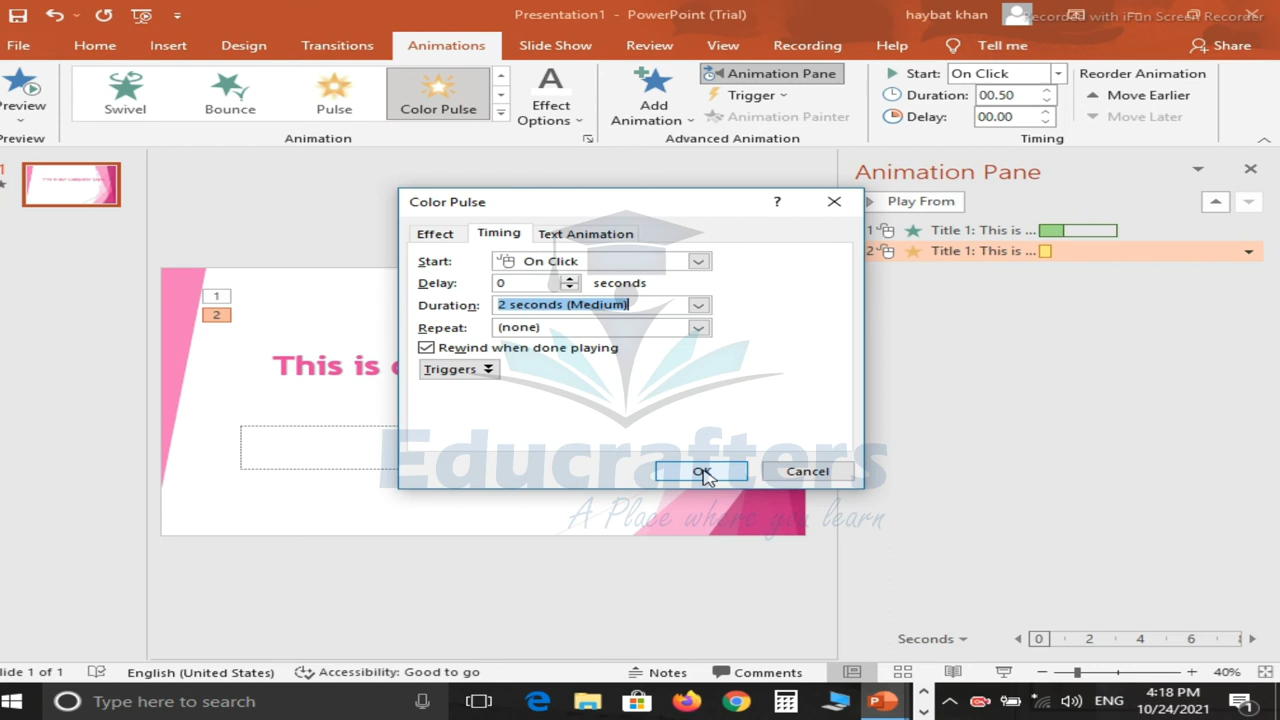 Presentation1 - PowerPoint (Trial)
haybat khan
Recorded with iFun Screen Recorder
File Home Insert Design Transitions Animations Slide Show Review View Recording Help Tell me Share
Preview
Swivel
Bounce
Pulse
Color Pulse
Effect
Options
Add
Animation
Animation Pane
Trigger
Animation Painter
Start: On Click
Duration: 00.50
Delay: 00.00
Reorder Animation
Move Earlier
Move Later
Preview
Animation
Advanced Animation
Timing
1
1
2
This is
Color Pulse
?
Effect
Timing
Text Animation
Start: On Click
Delay: 0 seconds
Duration: 2 seconds (Medium)
Repeat: (none)
Rewind when done playing
Triggers
OK
Cancel
Educrafters
A Place where you learn
Animation Pane
Play From
1 Title 1: This is ...
2 Title 1: This is ...
Seconds
0 2 4 6
lide 1 of 1
English (United States)
Accessibility: Good to go
Notes
Comments
40%
Type here to search
ENG
4:18 PM
10/24/2021
1